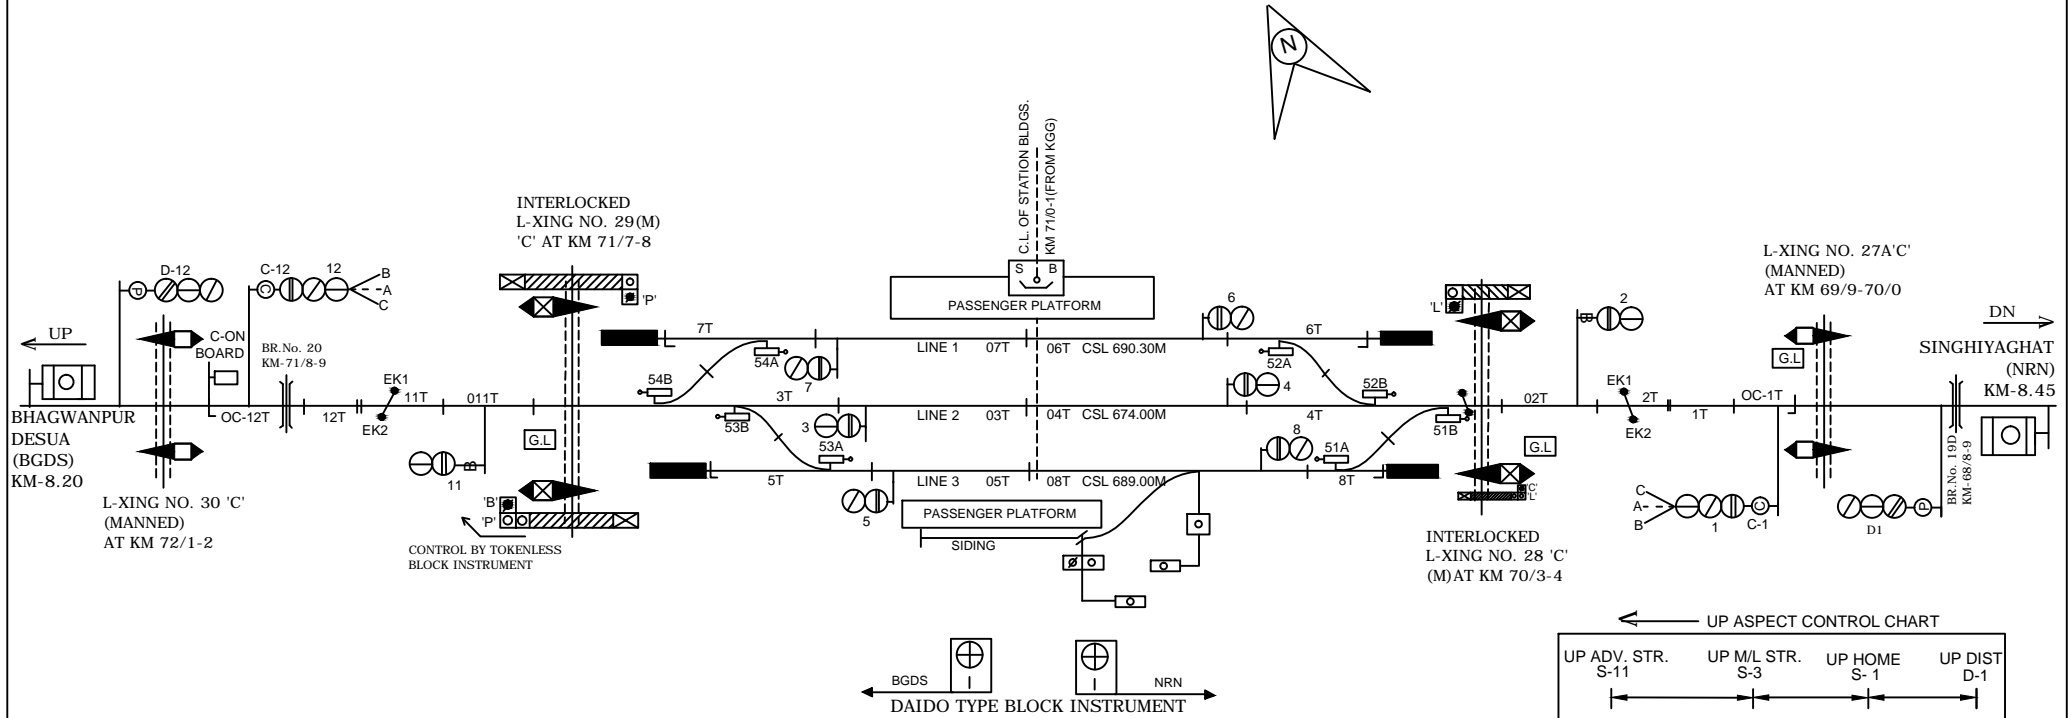 N
C.L. OF STATION BLDGS.
KM 71/0-1(FROM KGG)
INTERLOCKED
L-XING NO. 29(M)
'C' AT KM 71/7-8
L-XING NO. 27A'C'
(MANNED)
AT KM 69/9-70/0
D-12
C-12
12
B
A
C
P
C
'P'
S B
PASSENGER PLATFORM
6
'L'
2
B
UP
C-ON
BOARD
BR.No. 20
KM-71/8-9
7T
LINE 1
07T
06T
CSL 690.30M
6T
G.L
DN
SINGHIYAGHAT
(NRN)
KM-8.45
54A
7
52A
EK1
11T
011T
54B
3T
4
52B
EK1
2T
OC-1T
BHAGWANPUR
DESUA
(BGDS)
KM-8.20
OC-12T
12T
EK2
53B
3
LINE 2
03T
04T
CSL 674.00M
4T
51B
02T
EK2
1T
G.L
53A
8
51A
G.L
B
11
5T
LINE 3
05T
08T
CSL 689.00M
8T
BR.No. 19D
KM-68/8-9
L-XING NO. 30 'C'
(MANNED)
AT KM 72/1-2
'B'
'P'
5
PASSENGER PLATFORM
SIDING
'C'
'L'
C
A
B
1
C
C-1
P
D1
CONTROL BY TOKENLESS
BLOCK INSTRUMENT
INTERLOCKED
L-XING NO. 28 'C'
(M)AT KM 70/3-4
UP ASPECT CONTROL CHART
UP ADV. STR.
S-11
UP M/L STR.
S-3
UP HOME
S- 1
UP DIST
D-1
BGDS
NRN
DAIDO TYPE BLOCK INSTRUMENT